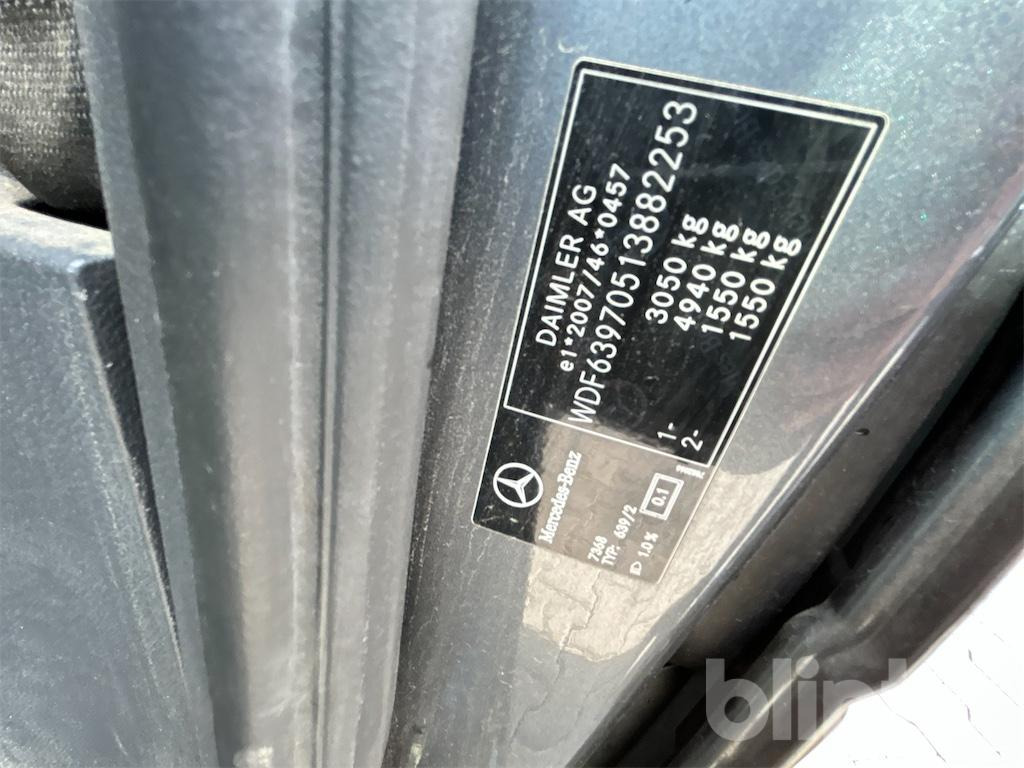 DAIMLER AG
e1*2007/46*0457
WDF63970513882253
3050 kg
4940 kg
1- 1550 kg
2- 1550 kg
Mercedes-Benz
7368
TYP: 639/2
1.0 %
0.1